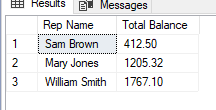 Results Messages
Rep Name Total Balance
1 Sam Brown 412.50
2 Mary Jones 1205.32
3 William Smith 1767.10